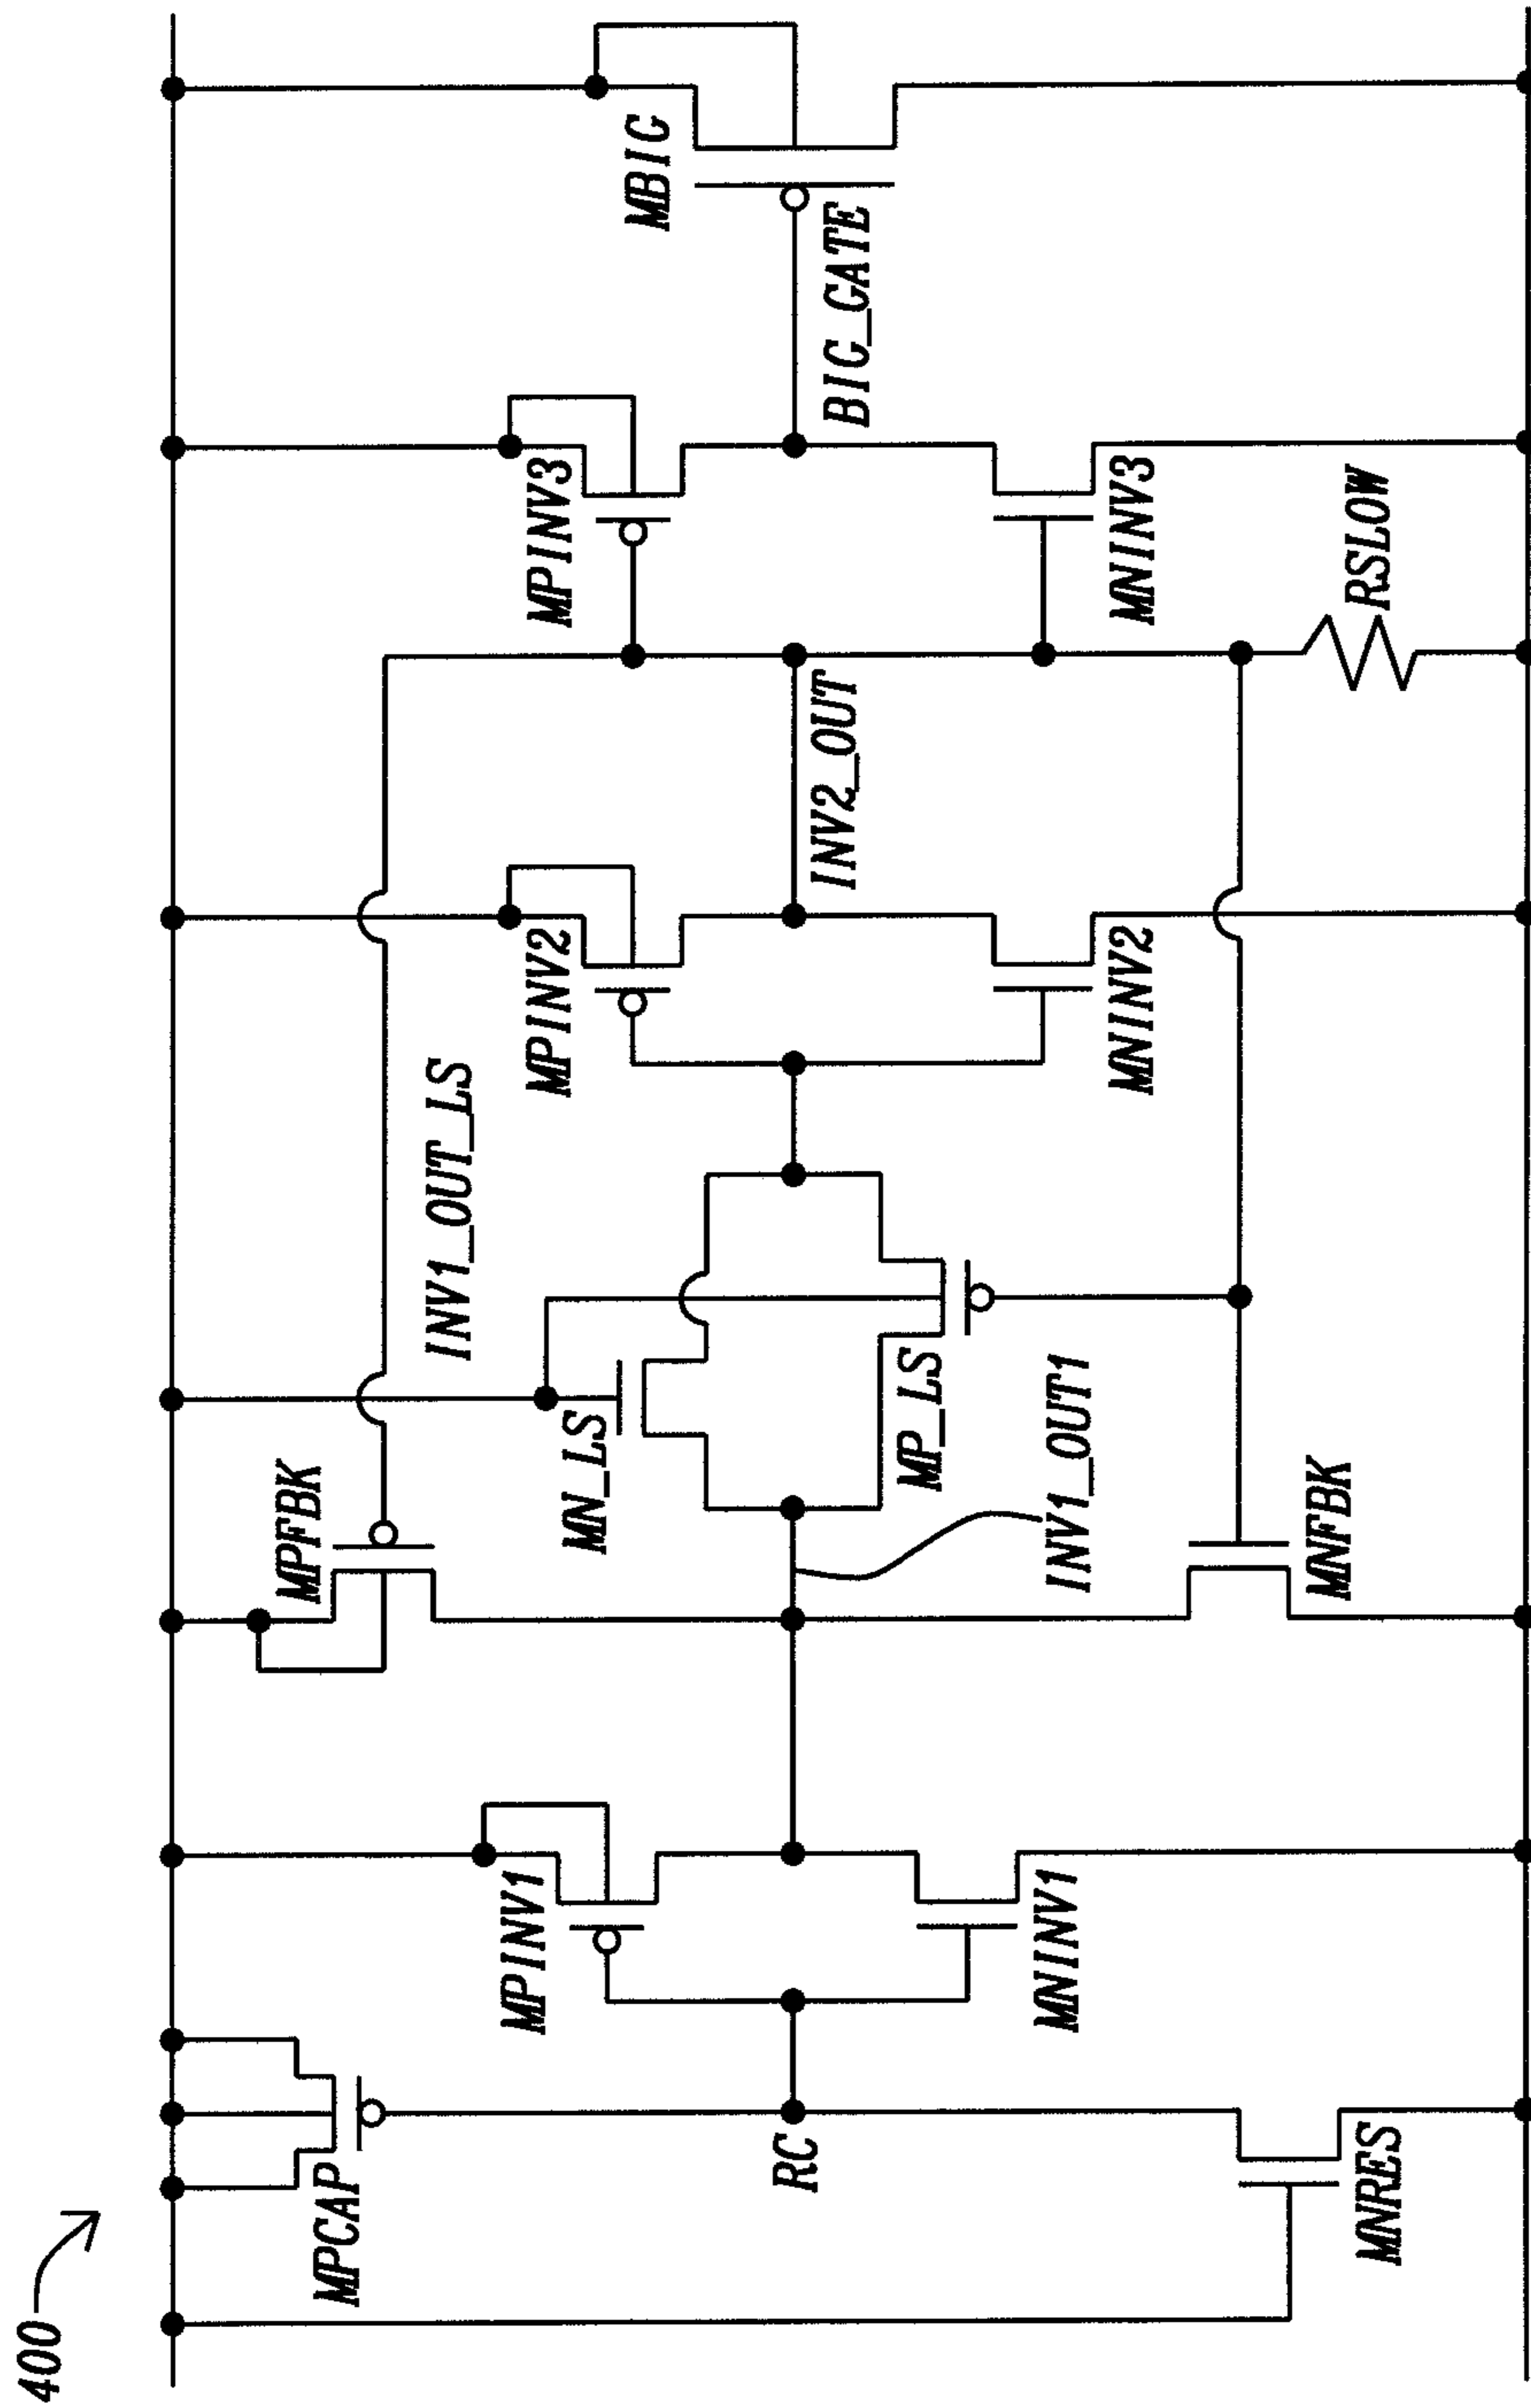 400
MPCAP
RC
MNRES
MPINV1
MNINV1
MPFBK
INV1_OUT_LS
MN_LS
MP_LS
INV1_OUT1
MNFBK
MPINV2
INV2_OUT
MNINV2
MPINV3
MNINV3
RSLOW
MBIG
BIG_GATE